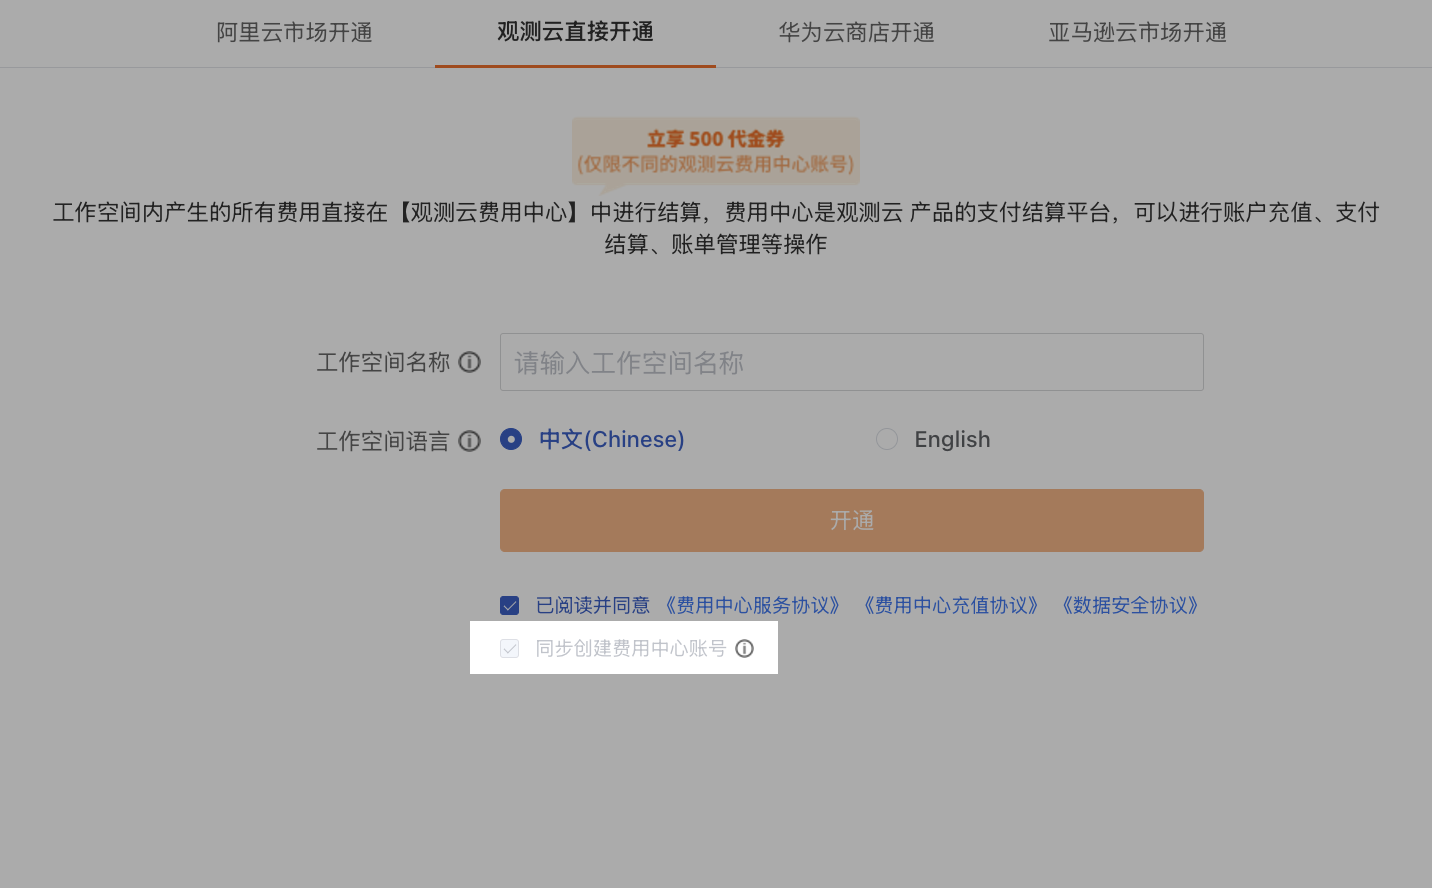 阿里云市场开通 观测云直接开通 华为云商店开通 亚马逊云市场开通
立享 500 代金券
(仅限不同的观测云费用中心账号)
工作空间内产生的所有费用直接在【观测云费用中心】中进行结算，费用中心是观测云 产品的支付结算平台，可以进行账户充值、支付
结算、账单管理等操作
工作空间名称 请输入工作空间名称
工作空间语言 中文(Chinese) English
开通
已阅读并同意 《费用中心服务协议》 《费用中心充值协议》 《数据安全协议》
同步创建费用中心账号